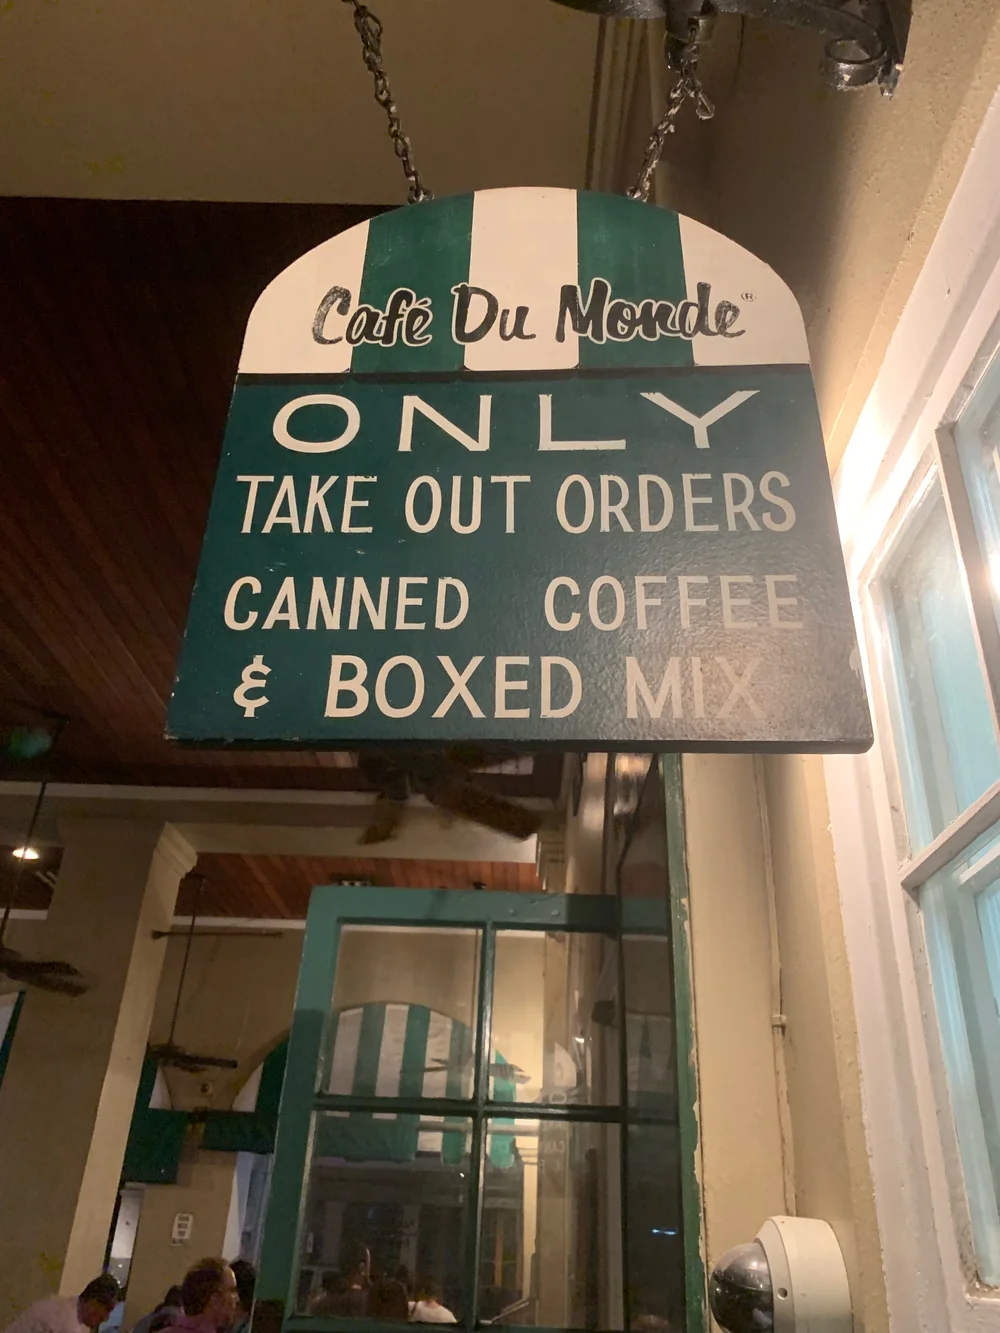 Café Du Monde®
ONLY
TAKE OUT ORDERS
CANNED COFFEE
& BOXED MIX